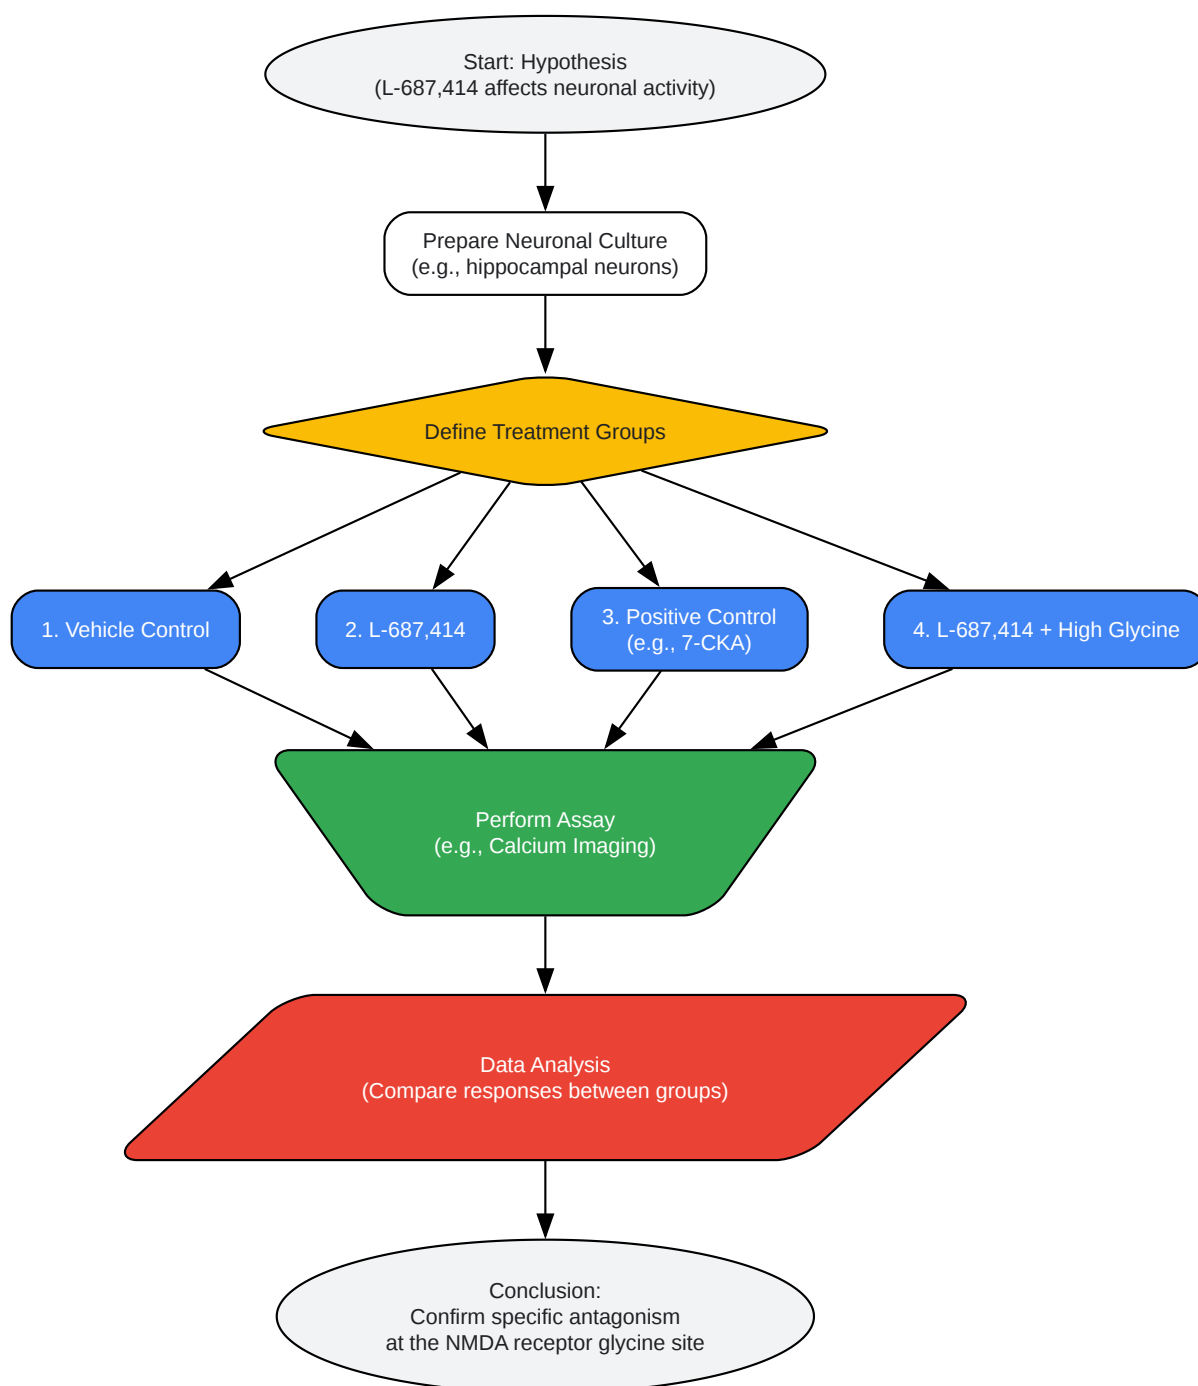 Start: Hypothesis
(L-687,414 affects neuronal activity)
Prepare Neuronal Culture
(e.g., hippocampal neurons)
Define Treatment Groups
1. Vehicle Control
2. L-687,414
3. Positive Control
(e.g., 7-CKA)
4. L-687,414 + High Glycine
Perform Assay
(e.g., Calcium Imaging)
Data Analysis
(Compare responses between groups)
Conclusion:
Confirm specific antagonism
at the NMDA receptor glycine site